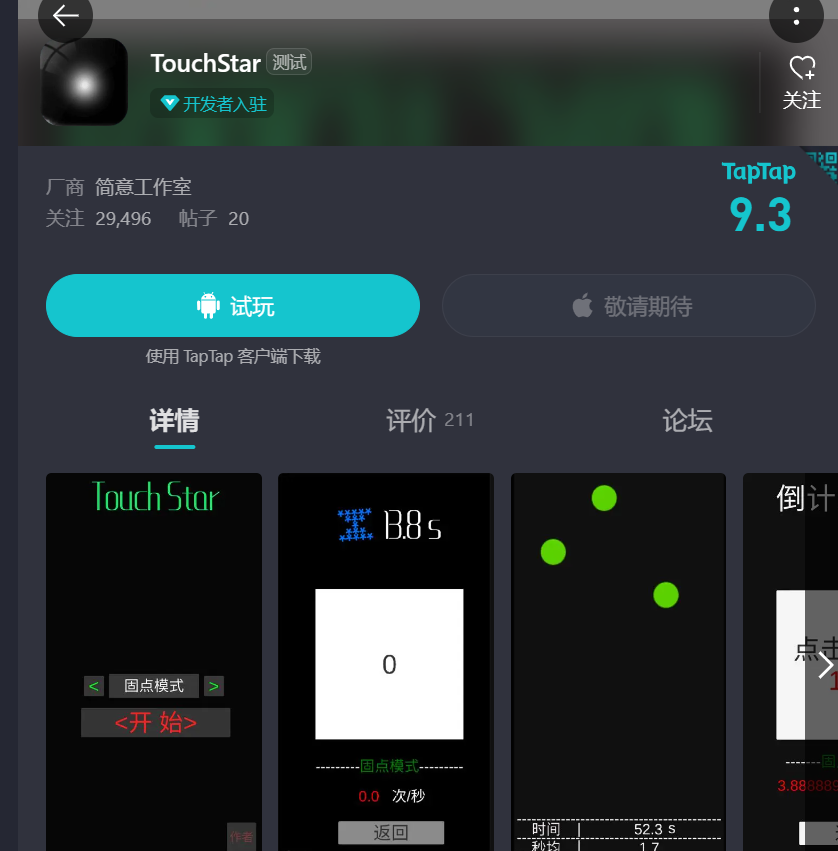 TouchStar 测试
开发者入驻
关注
厂商 简意工作室
关注 29,496 帖子 20
TapTap
9.3
试玩
敬请期待
使用 TapTap 客户端下载
详情
评价 211
论坛
Touch Star
< 固点模式 >
<开 始>
作者
13.8 s
0
---------固点模式---------
0.0 次/秒
返回
时间 | 52.3 s
秒均 | 1.7
倒计
点击
1
-------固
3.888889